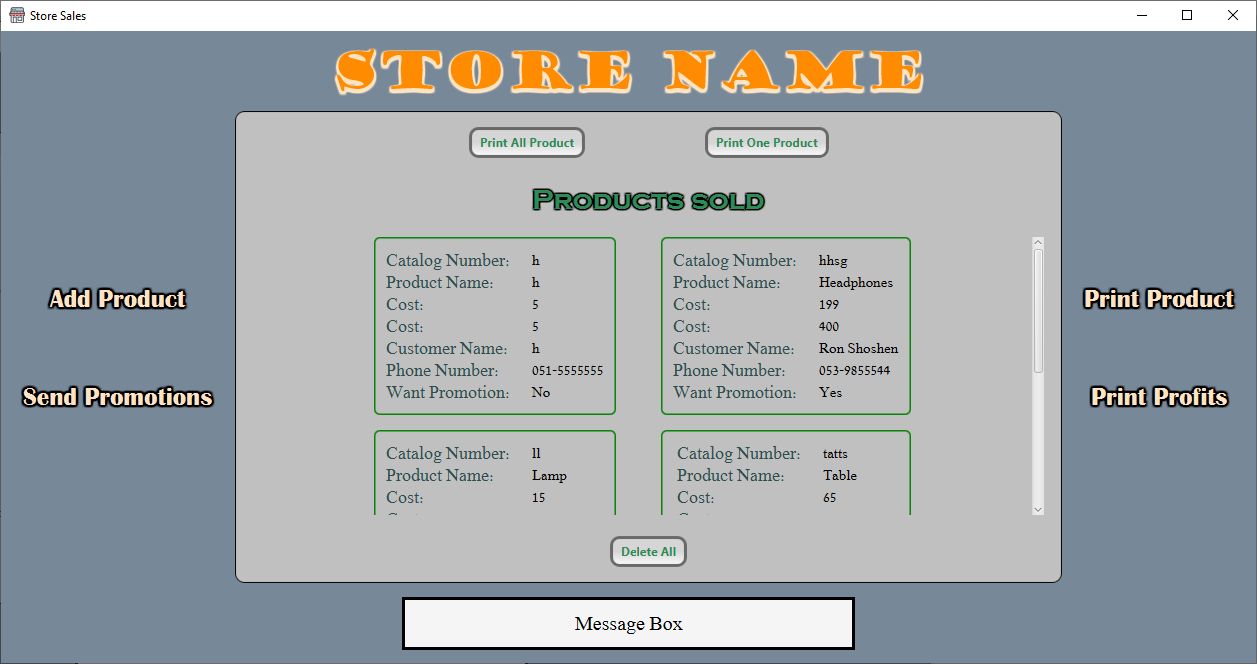 Store Sales
STORE NAME
Print All Product
Print One Product
Products sold
Catalog Number: h
Product Name: h
Cost: 5
Cost: 5
Customer Name: h
Phone Number: 051-5555555
Want Promotion: No
Catalog Number: hhsg
Product Name: Headphones
Cost: 199
Cost: 400
Customer Name: Ron Shoshen
Phone Number: 053-9855544
Want Promotion: Yes
Catalog Number: ll
Product Name: Lamp
Cost: 15
Catalog Number: tatts
Product Name: Table
Cost: 65
Add Product
Send Promotions
Print Product
Print Profits
Delete All
Message Box